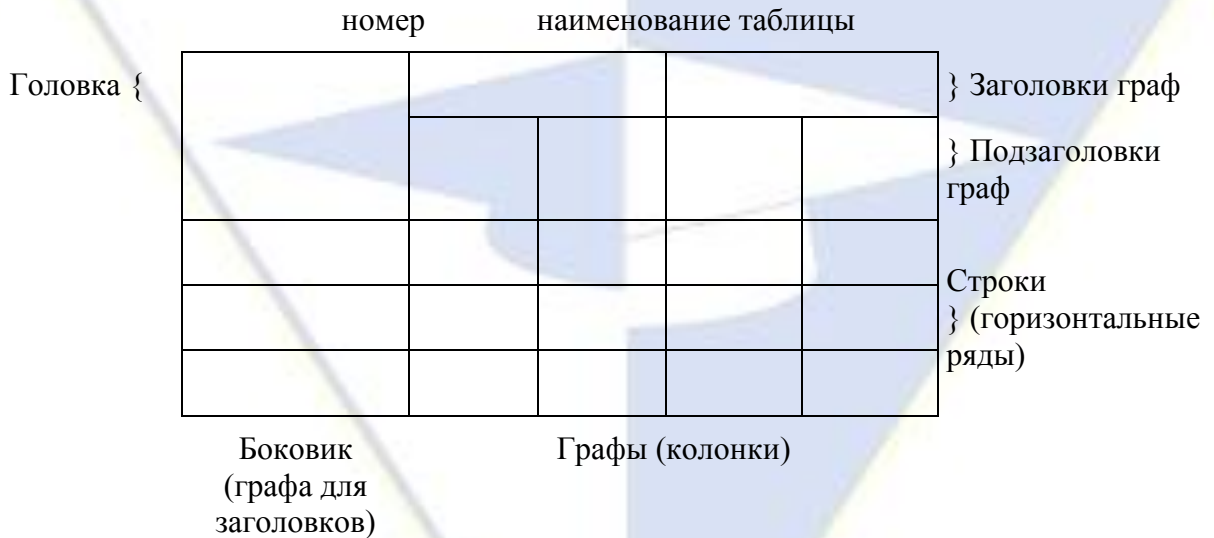 номер наименование таблицы
Головка {
} Заголовки граф
} Подзаголовки
граф
Строки
} (горизонтальные
ряды)
Боковик
(графа для
заголовков)
Графы (колонки)